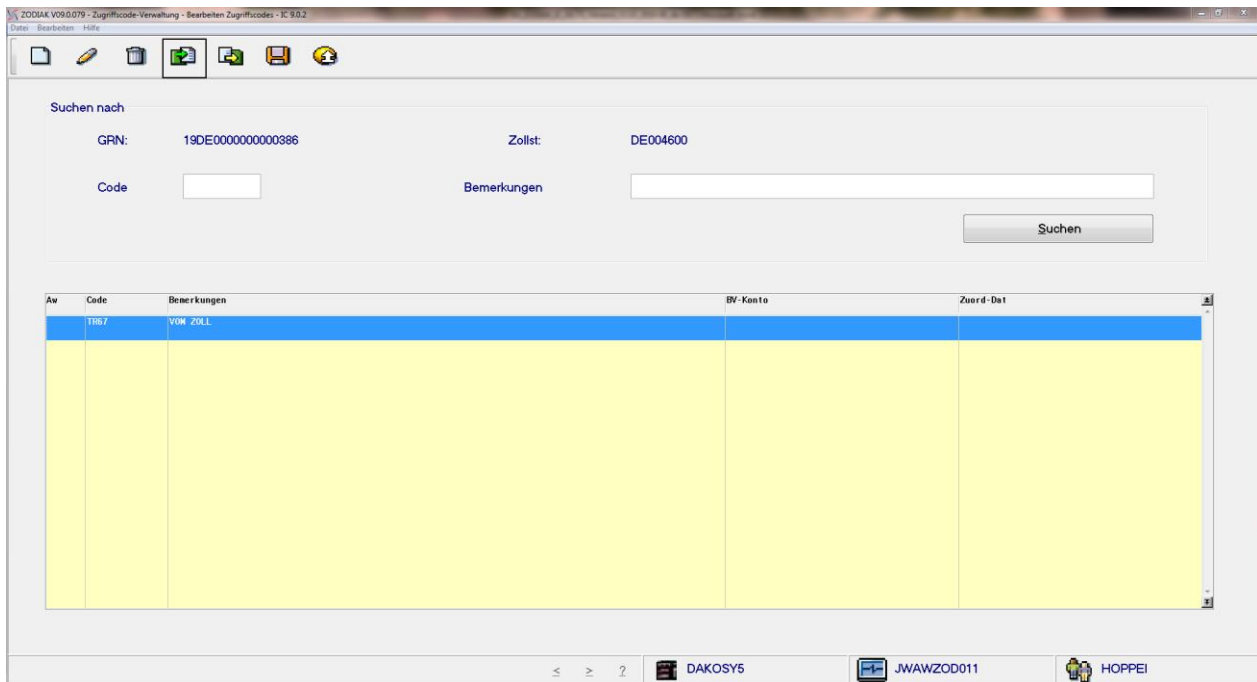 ZODIAK V09.0.079 - Zugriffscode-Verwaltung - Bearbeiten Zugriffscodes - IC 9.0.2
Datei Bearbeiten Hilfe
Suchen nach
GRN: 19DE0000000000386 Zollst: DE004600
Code Bemerkungen
Suchen
Aw Code Bemerkungen BV-Konto Zuord-Dat
TR67 VOM ZOLL
< > ? DAKOSY5 JWAWZOD011 HOPPEI